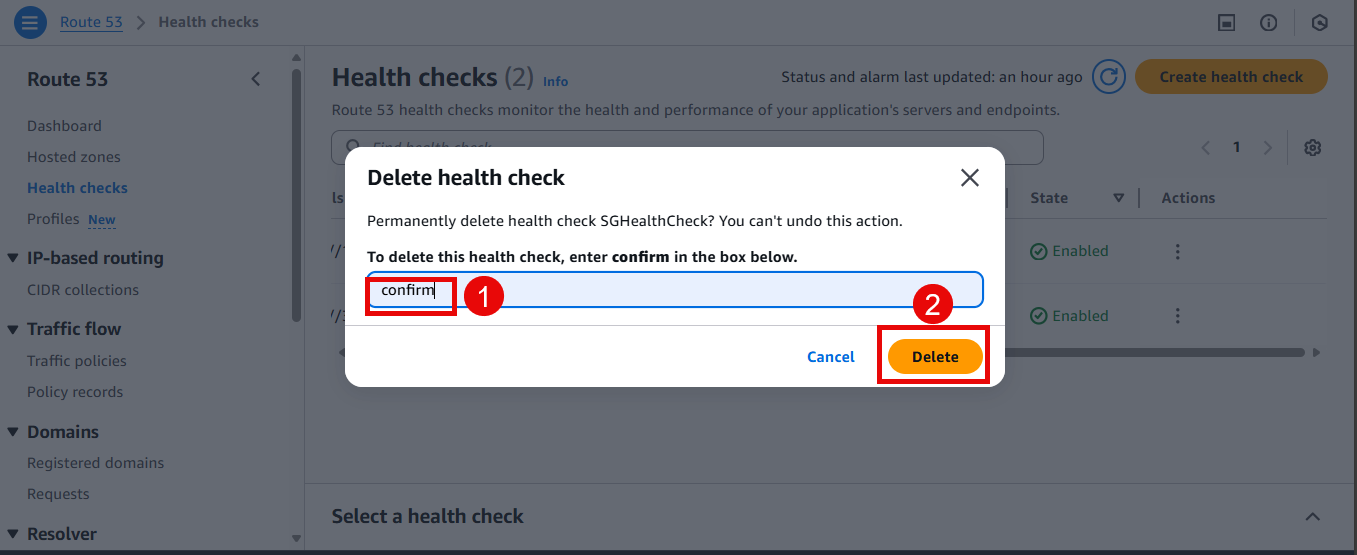 Route 53 > Health checks
Route 53
Dashboard
Hosted zones
Health checks
Profiles New
IP-based routing
CIDR collections
Traffic flow
Traffic policies
Policy records
Domains
Registered domains
Requests
Resolver
Health checks (2) Info
Status and alarm last updated: an hour ago
Create health check
Route 53 health checks monitor the health and performance of your application's servers and endpoints.
Find health check
1
State
Actions
Enabled
Enabled
Delete health check
Permanently delete health check SGHealthCheck? You can't undo this action.
To delete this health check, enter confirm in the box below.
confirm
1
2
Cancel
Delete
Select a health check